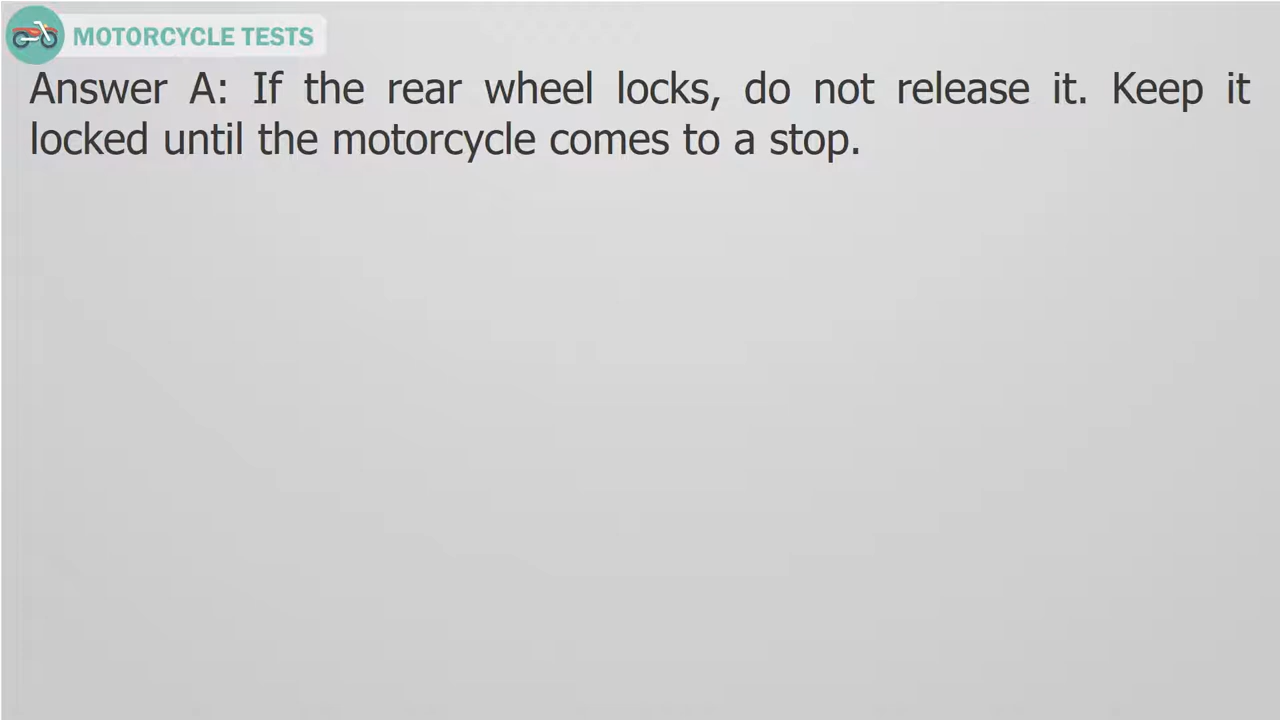 MOTORCYCLE TESTS
Answer A: If the rear wheel locks, do not release it. Keep it
locked until the motorcycle comes to a stop.